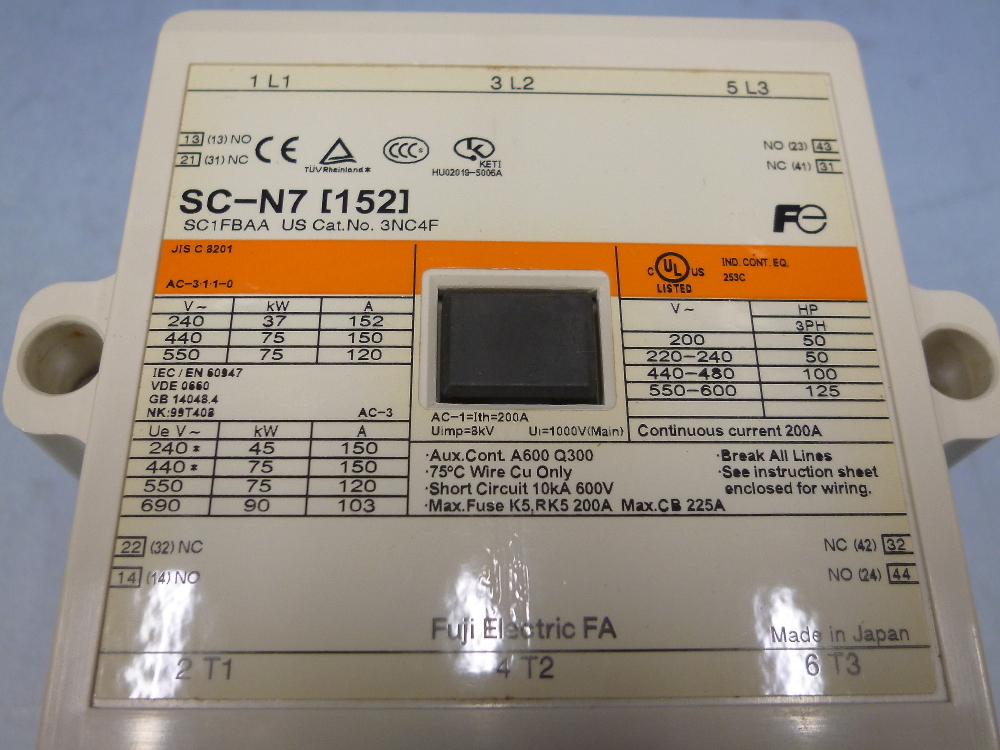 1 L1 3 L2 5 L3
13 (13) NO
21 (31) NC
CE
TÜVRheinland*
CCC
K
KETI
HU02019-5006A
NO (23) 43
NC (41) 31
SC-N7 [152]
SC1FBAA US Cat.No. 3NC4F
Fe
JIS C 8201
AC-3·1·1-0
C UL US
LISTED
IND. CONT. EQ.
253C
V~ kW A
240 37 152
440 75 150
550 75 120
V~ HP
3PH
200 50
220-240 50
440-480 100
550-600 125
IEC / EN 60947
VDE 0660
GB 14048.4
NK:99T408 AC-3
AC-1=Ith=200A
Uimp=8kV Ui=1000V(Main)
Continuous current 200A
Ue V~ kW A
240 * 45 150
440 * 75 150
550 75 120
690 90 103
·Aux.Cont. A600 Q300
·75°C Wire Cu Only
·Short Circuit 10kA 600V
·Max.Fuse K5,RK5 200A Max.CB 225A
·Break All Lines
·See instruction sheet
enclosed for wiring.
22 (32) NC
14 (14) NO
NC (42) 32
NO (24) 44
Fuji Electric FA
Made in Japan
2 T1 4 T2 6 T3